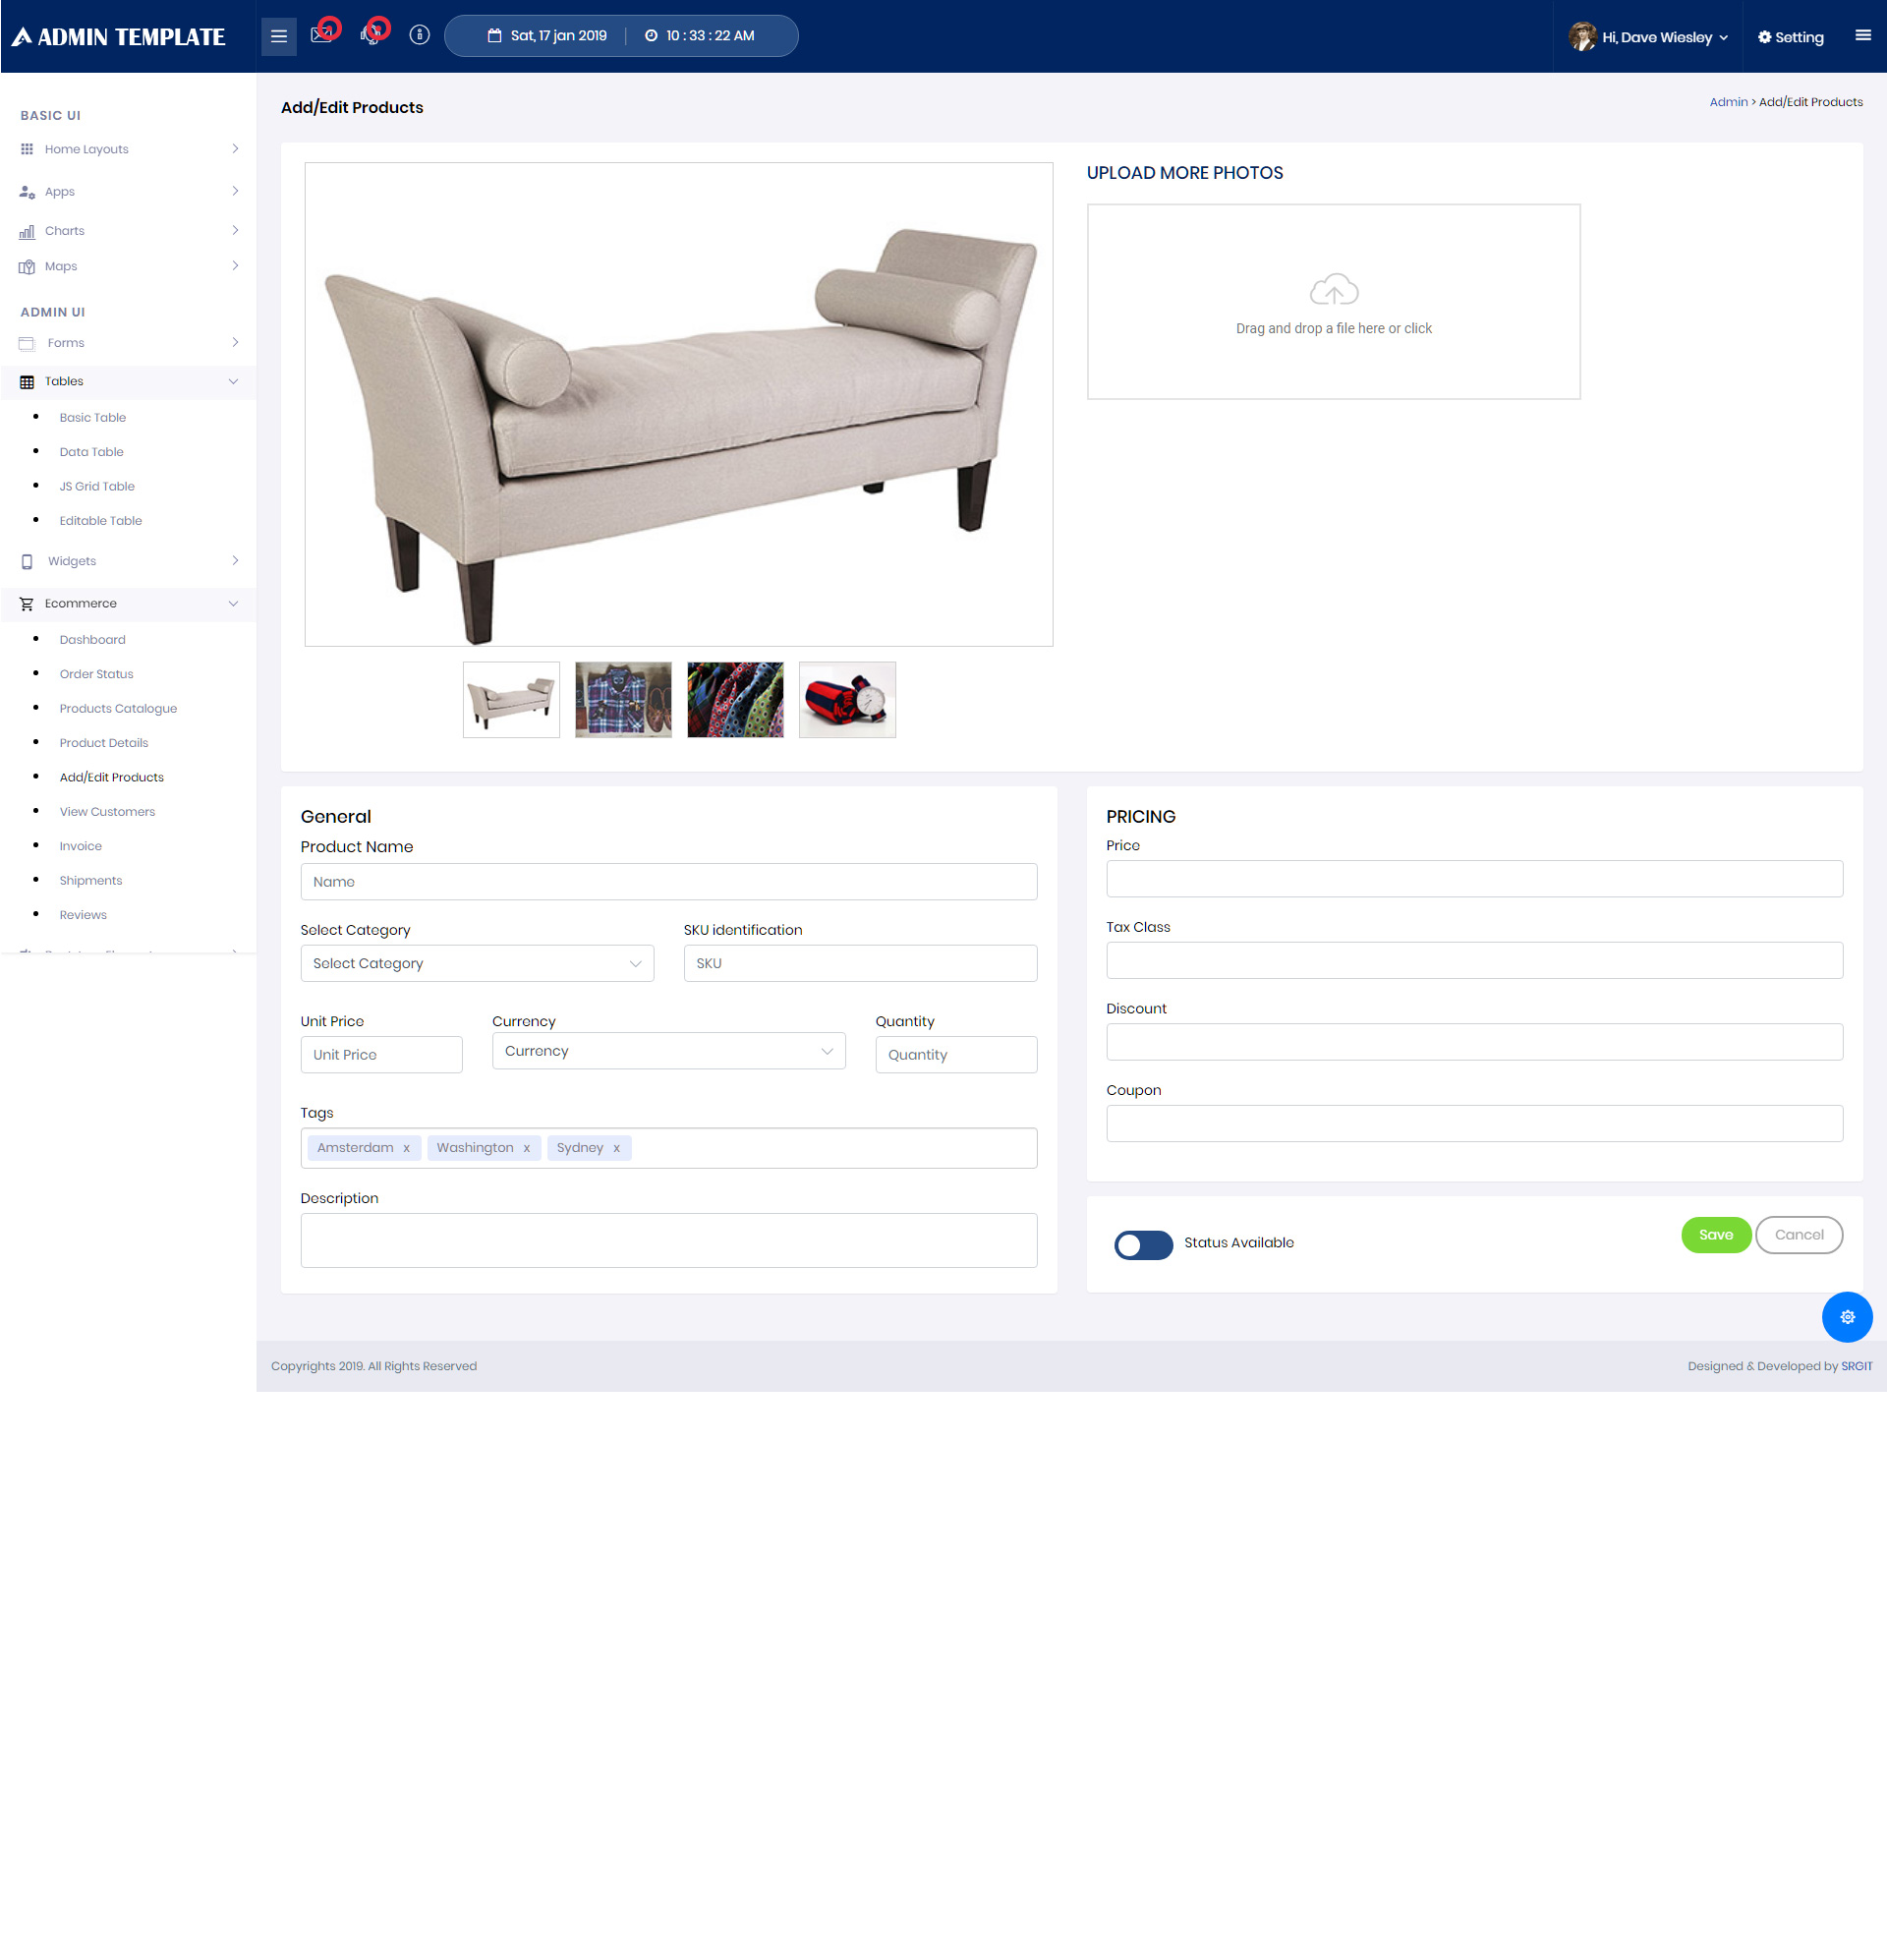 ADMIN TEMPLATE
Sat, 17 jan 2019
10 : 33 : 22 AM
Hi, Dave Wiesley
Setting
BASIC UI
Home Layouts
Apps
Charts
Maps
ADMIN UI
Forms
Tables
Basic Table
Data Table
JS Grid Table
Editable Table
Widgets
Ecommerce
Dashboard
Order Status
Products Catalogue
Product Details
Add/Edit Products
View Customers
Invoice
Shipments
Reviews
Add/Edit Products
Admin > Add/Edit Products
UPLOAD MORE PHOTOS
Drag and drop a file here or click
General
Product Name
Name
Select Category
SKU identification
Select Category
SKU
Unit Price
Currency
Quantity
Unit Price
Currency
Quantity
Tags
Amsterdam x Washington x Sydney x
Description
PRICING
Price
Tax Class
Discount
Coupon
Status Available
Save
Cancel
Copyrights 2019. All Rights Reserved
Designed & Developed by SRGIT